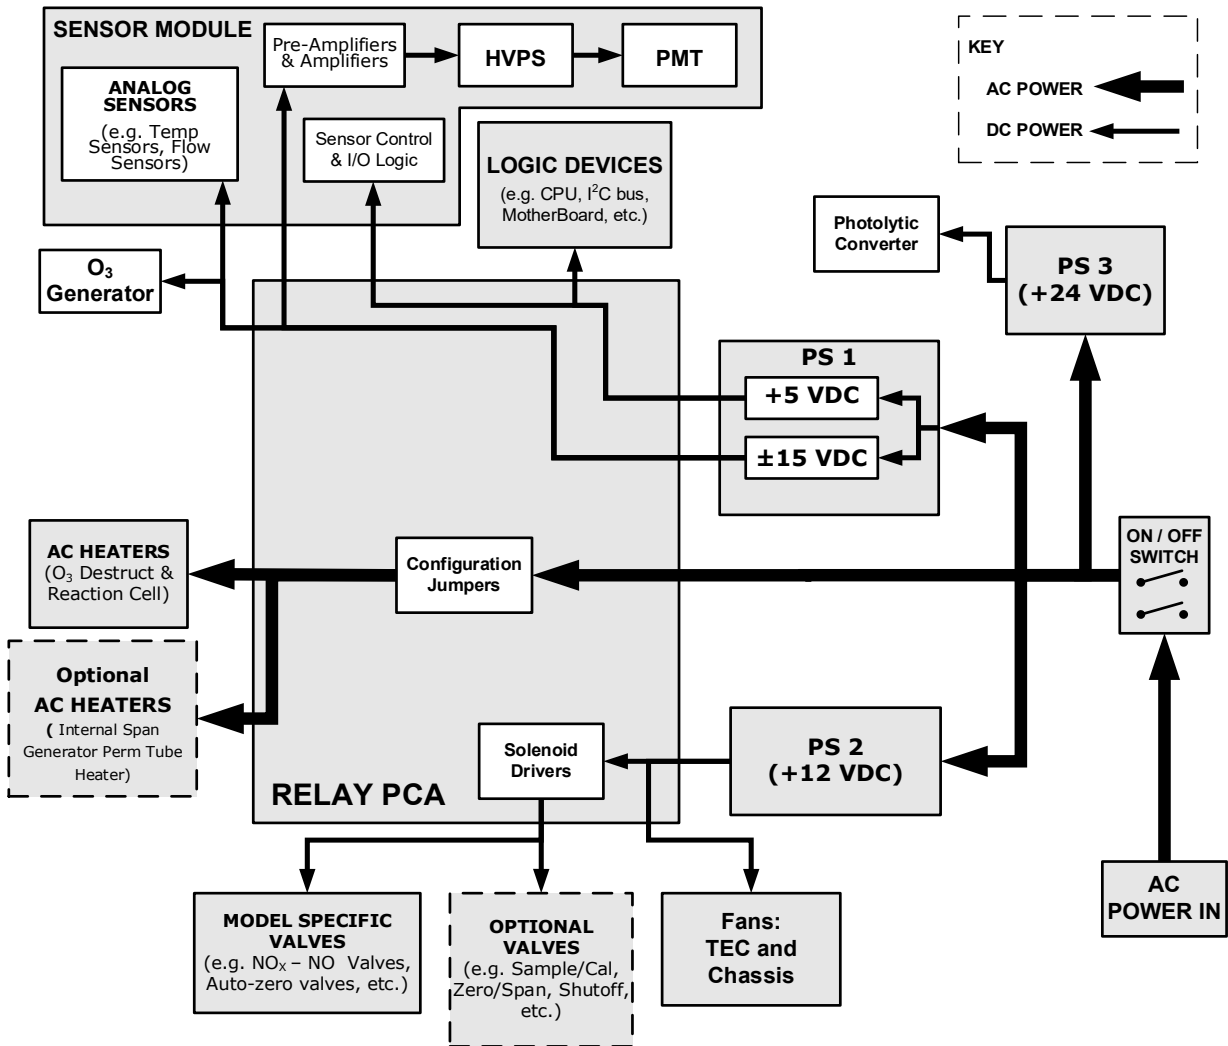 SENSOR MODULE
Pre-Amplifiers
& Amplifiers
HVPS
PMT
ANALOG
SENSORS
(e.g. Temp
Sensors, Flow
Sensors)
Sensor Control
& I/O Logic
LOGIC DEVICES
(e.g. CPU, I²C bus,
MotherBoard, etc.)
KEY
AC POWER
DC POWER
O₃
Generator
Photolytic
Converter
PS 3
(+24 VDC)
PS 1
+5 VDC
±15 VDC
ON / OFF
SWITCH
AC HEATERS
(O₃ Destruct &
Reaction Cell)
Configuration
Jumpers
Optional
AC HEATERS
( Internal Span
Generator Perm Tube
Heater)
Solenoid
Drivers
PS 2
(+12 VDC)
RELAY PCA
AC
POWER IN
MODEL SPECIFIC
VALVES
(e.g. NOₓ – NO Valves,
Auto-zero valves, etc.)
OPTIONAL
VALVES
(e.g. Sample/Cal,
Zero/Span, Shutoff,
etc.)
Fans:
TEC and
Chassis